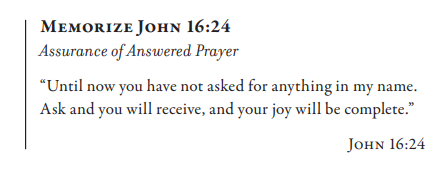 Memorize John 16:24
Assurance of Answered Prayer
“Until now you have not asked for anything in my name.
Ask and you will receive, and your joy will be complete.”
John 16:24